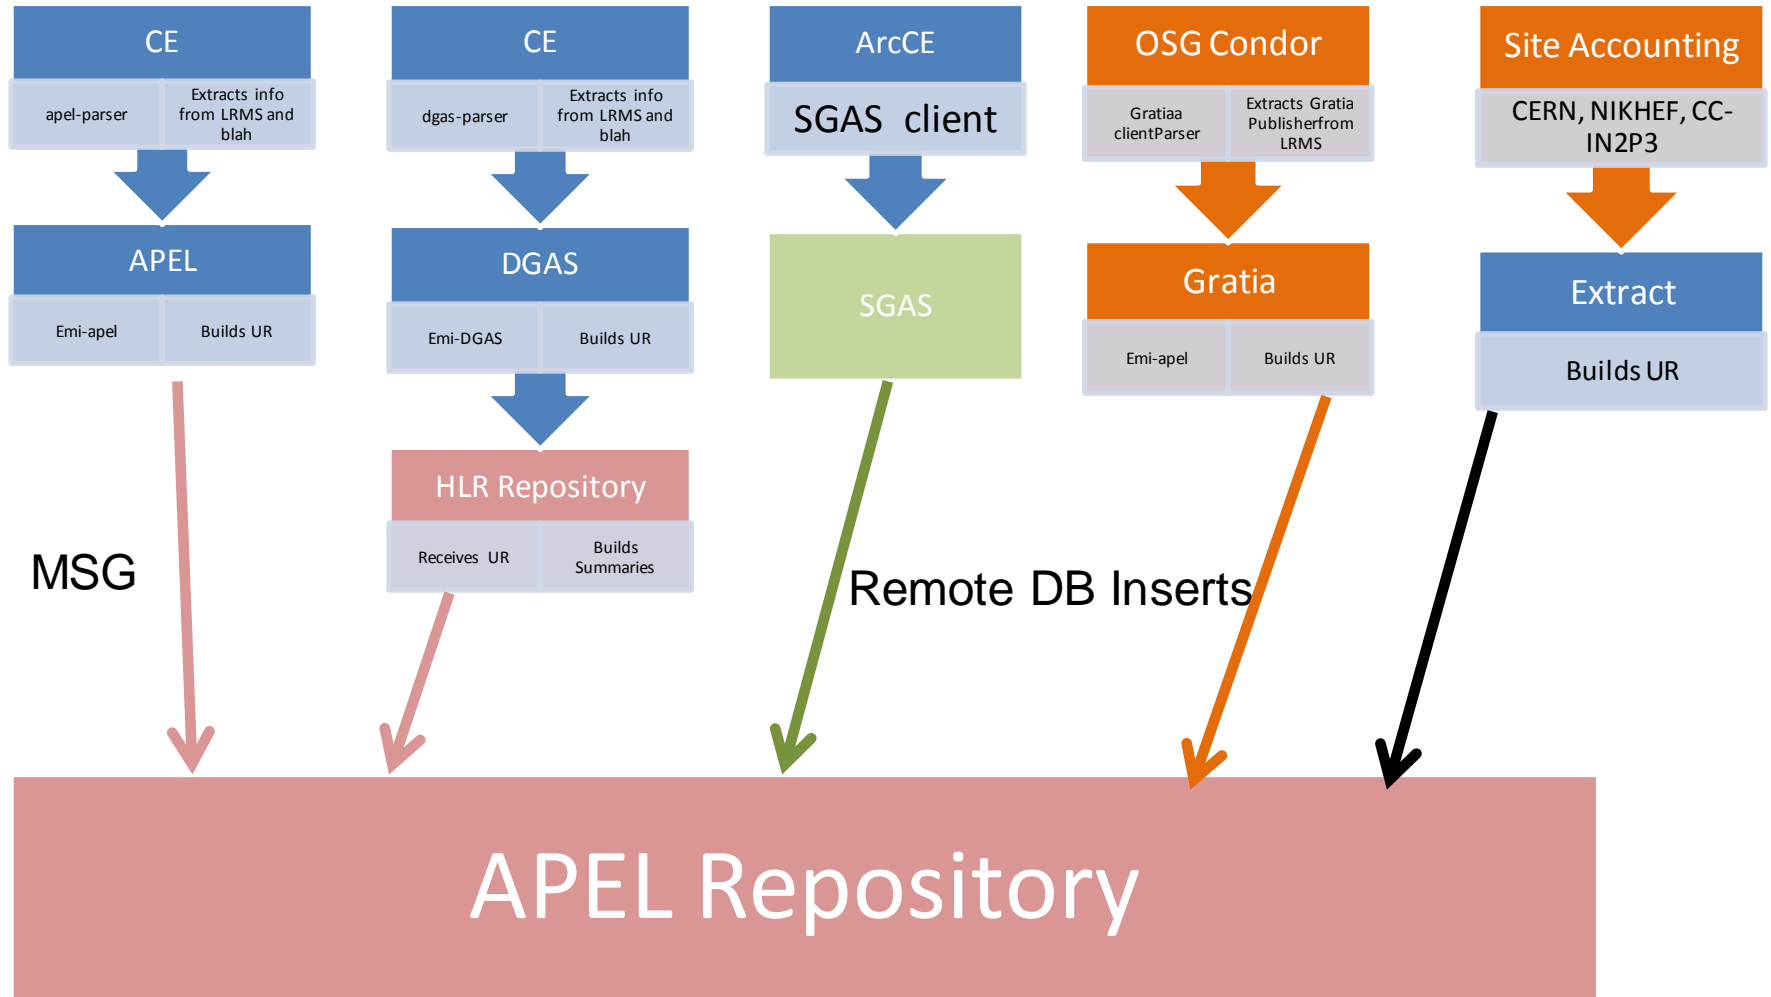 CE
apel-parser
Extracts info
from LRMS and
blah
APEL
Emi-apel
Builds UR
CE
dgas-parser
Extracts info
from LRMS and
blah
DGAS
Emi-DGAS
Builds UR
HLR Repository
Receives UR
Builds
Summaries
ArcCE
SGAS client
SGAS
OSG Condor
Gratiaa
clientParser
Extracts Gratia
Publisherfrom
LRMS
Gratia
Emi-apel
Builds UR
Site Accounting
CERN, NIKHEF, CC-
IN2P3
Extract
Builds UR
MSG
Remote DB Inserts
APEL Repository